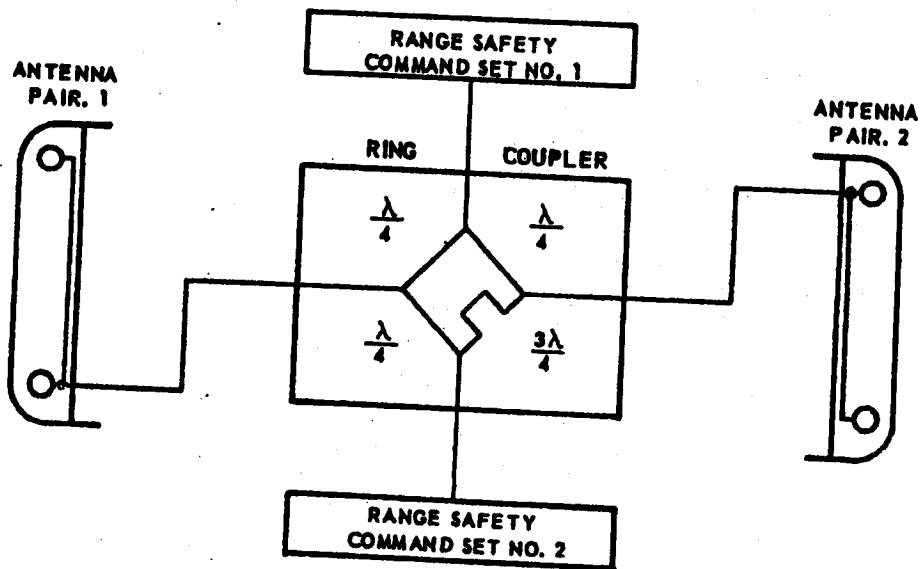 RANGE SAFETY
COMMAND SET NO. 1
ANTENNA
PAIR. 1
ANTENNA
PAIR. 2
RING COUPLER
λ/4
λ/4
λ/4
3λ/4
RANGE SAFETY
COMMAND SET NO. 2